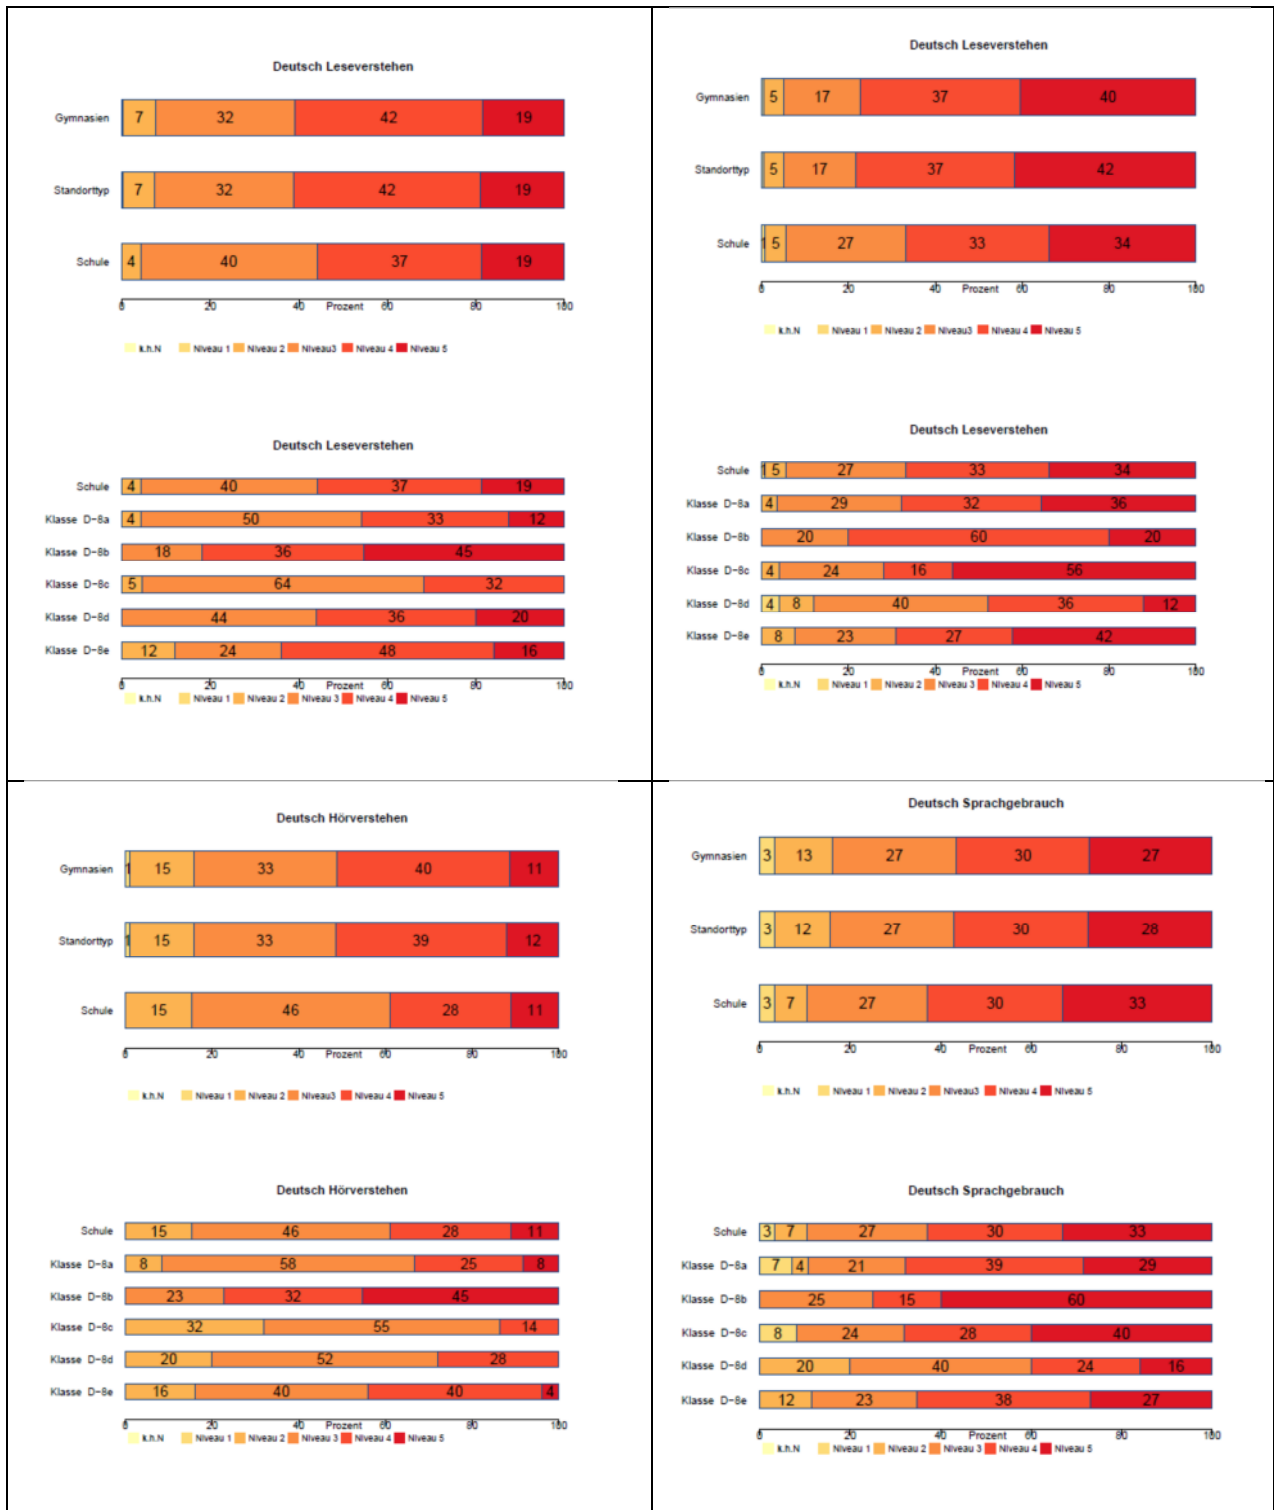 Deutsch Leseverstehen
Gymnasien 7 32 42 19
Standorttyp 7 32 42 19
Schule 4 40 37 19
0 20 40 Prozent 60 80 100
k.h.N Niveau 1 Niveau 2 Niveau3 Niveau 4 Niveau 5
Deutsch Leseverstehen
Schule 4 40 37 19
Klasse D-8a 4 50 33 12
Klasse D-8b 18 36 45
Klasse D-8c 5 64 32
Klasse D-8d 44 36 20
Klasse D-8e 12 24 48 16
0 20 40 Prozent 60 80 100
k.h.N Niveau 1 Niveau 2 Niveau 3 Niveau 4 Niveau 5
Deutsch Leseverstehen
Gymnasien 5 17 37 40
Standorttyp 5 17 37 42
Schule 1 5 27 33 34
0 20 40 Prozent 60 80 100
k.h.N Niveau 1 Niveau 2 Niveau3 Niveau 4 Niveau 5
Deutsch Leseverstehen
Schule 1 5 27 33 34
Klasse D-8a 4 29 32 36
Klasse D-8b 20 60 20
Klasse D-8c 4 24 16 56
Klasse D-8d 4 8 40 36 12
Klasse D-8e 8 23 27 42
0 20 40 Prozent 60 80 100
k.h.N Niveau 1 Niveau 2 Niveau 3 Niveau 4 Niveau 5
Deutsch Hörverstehen
Gymnasien 1 15 33 40 11
Standorttyp 1 15 33 39 12
Schule 15 46 28 11
0 20 40 Prozent 60 80 100
k.h.N Niveau 1 Niveau 2 Niveau3 Niveau 4 Niveau 5
Deutsch Hörverstehen
Schule 15 46 28 11
Klasse D-8a 8 58 25 8
Klasse D-8b 23 32 45
Klasse D-8c 32 55 14
Klasse D-8d 20 52 28
Klasse D-8e 16 40 40 4
0 20 40 Prozent 60 80 100
k.h.N Niveau 1 Niveau 2 Niveau 3 Niveau 4 Niveau 5
Deutsch Sprachgebrauch
Gymnasien 3 13 27 30 27
Standorttyp 3 12 27 30 28
Schule 3 7 27 30 33
0 20 40 Prozent 60 80 100
k.h.N Niveau 1 Niveau 2 Niveau3 Niveau 4 Niveau 5
Deutsch Sprachgebrauch
Schule 3 7 27 30 33
Klasse D-8a 7 4 21 39 29
Klasse D-8b 25 15 60
Klasse D-8c 8 24 28 40
Klasse D-8d 20 40 24 16
Klasse D-8e 12 23 38 27
0 20 40 Prozent 60 80 100
k.h.N Niveau 1 Niveau 2 Niveau 3 Niveau 4 Niveau 5